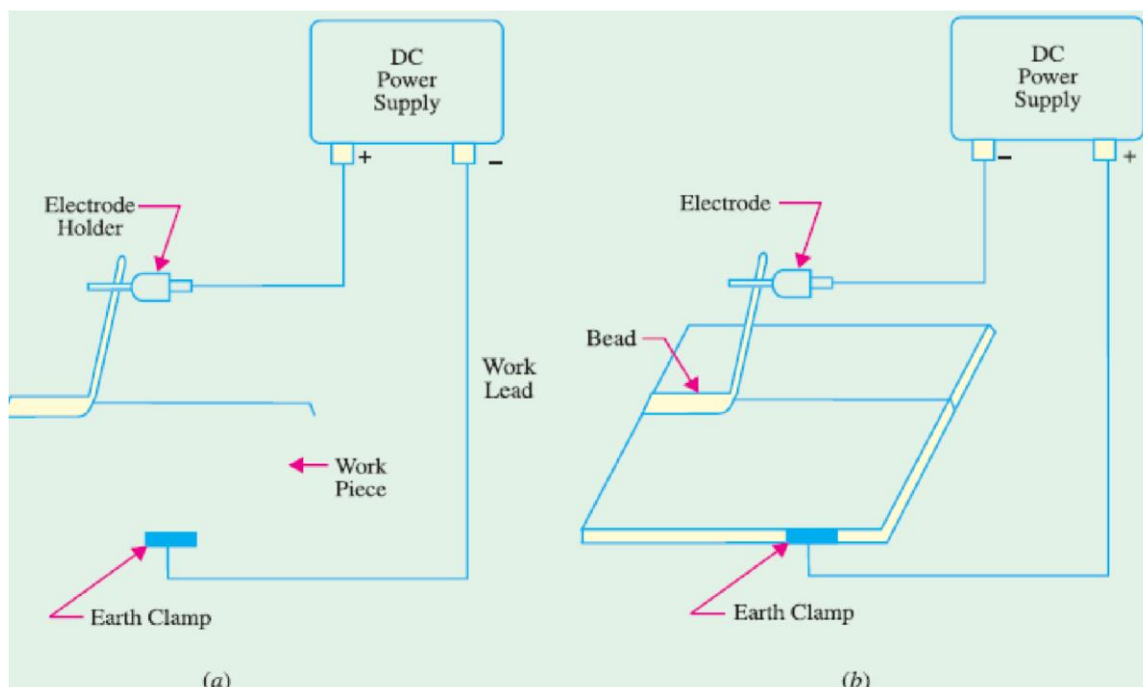 DC
Power
Supply
+
–
Electrode
Holder
Work
Lead
Work
Piece
Earth Clamp
(a)
DC
Power
Supply
–
+
Electrode
Bead
Earth Clamp
(b)